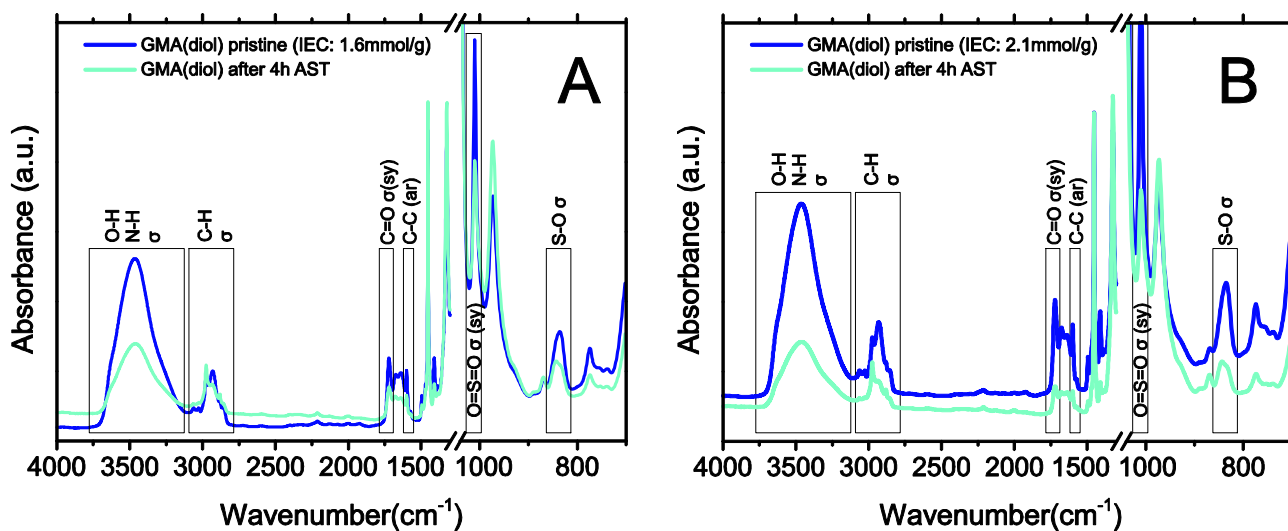 GMA(diol) pristine (IEC: 1.6mmol/g)
GMA(diol) after 4h AST
A
O-H
N-H
σ
C-H
σ
C=O σ(sy)
C-C (ar)
O=S=O σ (sy)
S-O σ
Absorbance (a.u.)
4000 3500 3000 2500 2000 1500 1000 800
Wavenumber(cm-1)
GMA(diol) pristine (IEC: 2.1mmol/g)
GMA(diol) after 4h AST
B
O-H
N-H
σ
C-H
σ
C=O σ(sy)
C-C (ar)
O=S=O σ (sy)
S-O σ
Absorbance (a.u.)
4000 3500 3000 2500 2000 1500 1000 800
Wavenumber(cm-1)